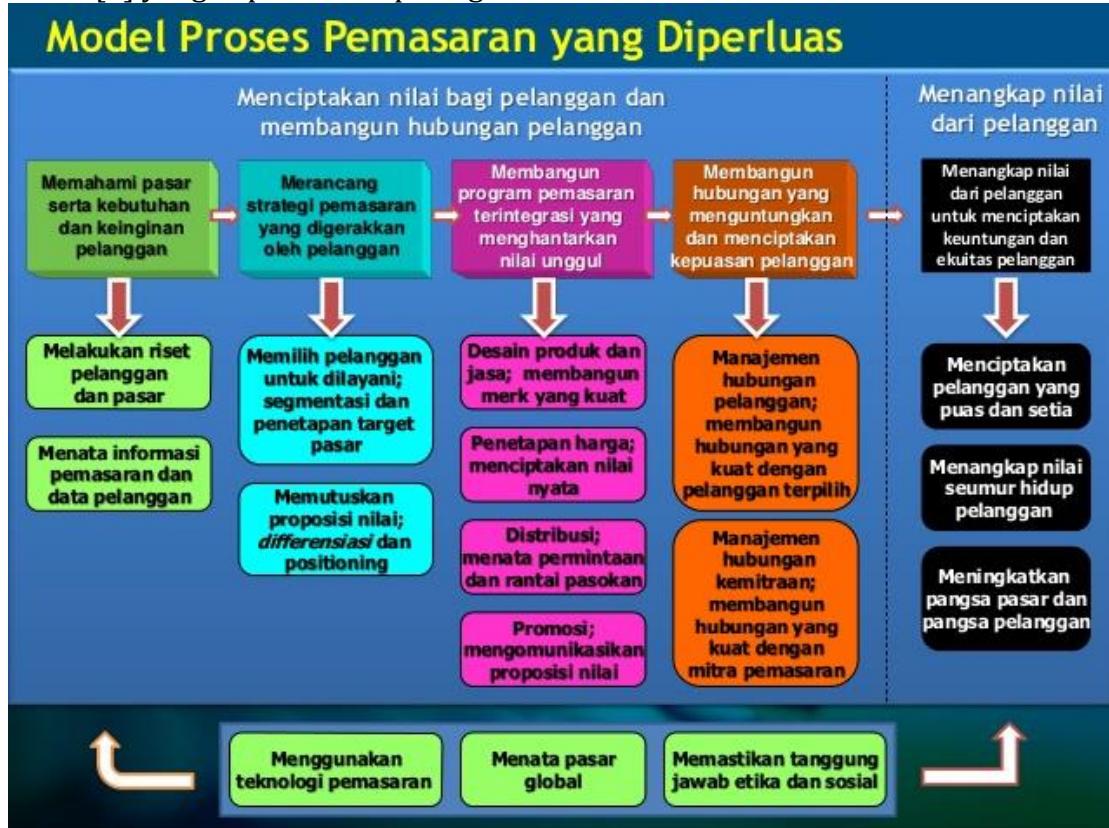 Model Proses Pemasaran yang Diperluas
Menciptakan nilai bagi pelanggan dan
membangun hubungan pelanggan
Menangkap nilai
dari pelanggan
Memahami pasar
serta kebutuhan
dan keinginan
pelanggan
Merancang
strategi pemasaran
yang digerakkan
oleh pelanggan
Membangun
program pemasaran
terintegrasi yang
menghantarkan
nilai unggul
Membangun
hubungan yang
menguntungkan
dan menciptakan
kepuasan pelanggan
Menangkap nilai
dari pelanggan
untuk menciptakan
keuntungan dan
ekuitas pelanggan
Melakukan riset
pelanggan
dan pasar
Menata informasi
pemasaran dan
data pelanggan
Memilih pelanggan
untuk dilayani;
segmentasi dan
penetapan target
pasar
Memutuskan
proposisi nilai;
differensiasi dan
positioning
Desain produk dan
jasa; membangun
merk yang kuat
Penetapan harga;
menciptakan nilai
nyata
Distribusi;
menata permintaan
dan rantai pasokan
Promosi;
mengomunikasikan
proposisi nilai
Manajemen
hubungan
pelanggan;
membangun
hubungan yang
kuat dengan
pelanggan terpilih
Manajemen
hubungan
kemitraan;
membangun
hubungan yang
kuat dengan
mitra pemasaran
Menciptakan
pelanggan yang
puas dan setia
Menangkap nilai
seumur hidup
pelanggan
Meningkatkan
pangsa pasar dan
pangsa pelanggan
Menggunakan
teknologi pemasaran
Menata pasar
global
Memastikan tanggung
jawab etika dan sosial